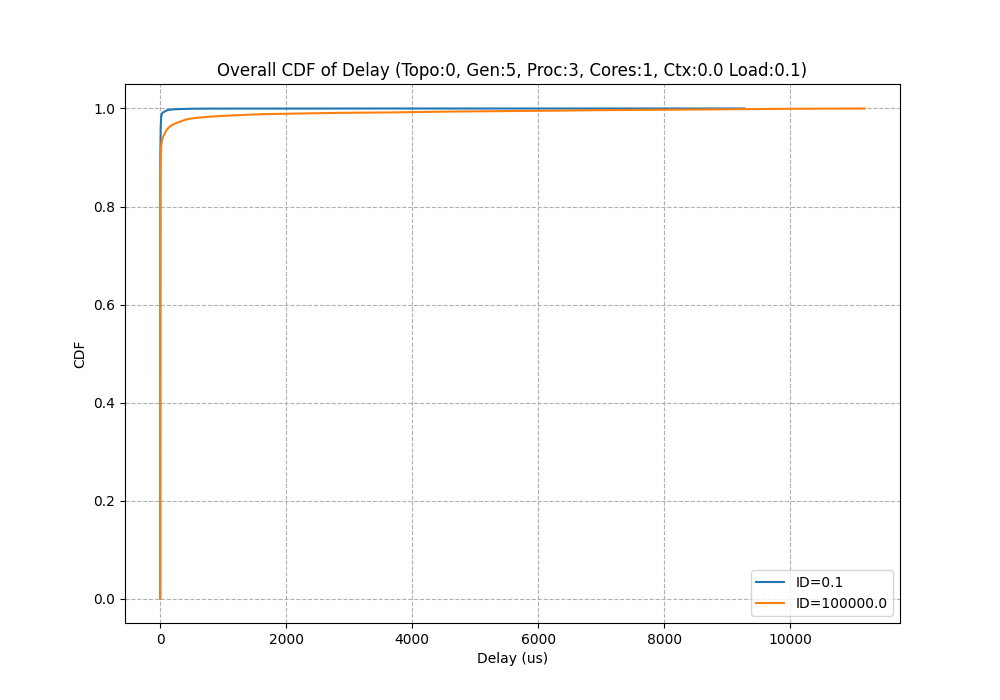 Overall CDF of Delay (Topo:0, Gen:5, Proc:3, Cores:1, Ctx:0.0 Load:0.1)
1.0
0.8
0.6
0.4
0.2
0.0
CDF
0 2000 4000 6000 8000 10000
Delay (us)
ID=0.1
ID=100000.0